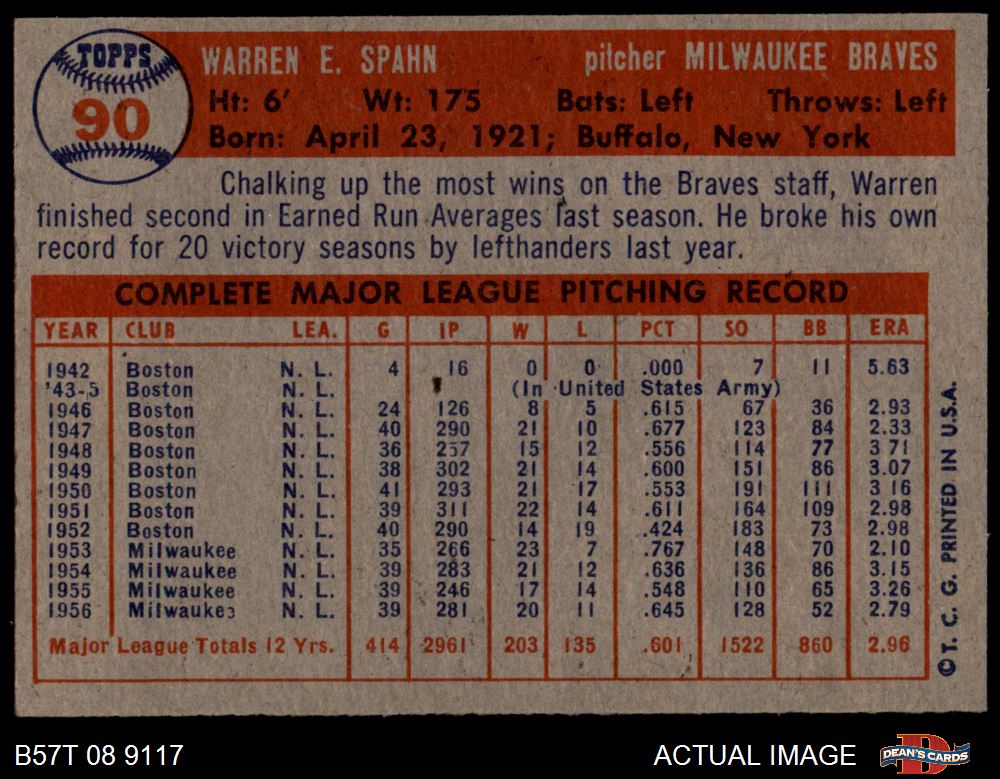 TOPPS
90
WARREN E. SPAHN pitcher MILWAUKEE BRAVES
Ht: 6' Wt: 175 Bats: Left Throws: Left
Born: April 23, 1921; Buffalo, New York
Chalking up the most wins on the Braves staff, Warren
finished second in Earned Run Averages last season. He broke his own
record for 20 victory seasons by lefthanders last year.
COMPLETE MAJOR LEAGUE PITCHING RECORD
YEAR CLUB LEA. G IP W L PCT SO BB ERA
1942 Boston N. L. 4 16 0 0 .000 7 11 5.63
'43-5 Boston N. L. (In United States Army)
1946 Boston N. L. 24 126 8 5 .615 67 36 2.93
1947 Boston N. L. 40 290 21 10 .677 123 84 2.33
1948 Boston N. L. 36 257 15 12 .556 114 77 3 71
1949 Boston N. L. 38 302 21 14 .600 151 86 3.07
1950 Boston N. L. 41 293 21 17 .553 191 111 3 16
1951 Boston N. L. 39 311 22 14 .611 164 109 2.98
1952 Boston N. L. 40 290 14 19 .424 183 73 2.98
1953 Milwaukee N. L. 35 266 23 7 .767 148 70 2.10
1954 Milwaukee N. L. 39 283 21 12 .636 136 86 3.15
1955 Milwaukee N. L. 39 246 17 14 .548 110 65 3.26
1956 Milwaukee N. L. 39 281 20 11 .645 128 52 2.79
Major League Totals 12 Yrs. 414 2961 203 135 .601 1522 860 2.96
©T. C. G. PRINTED IN U.S.A.
B57T 08 9117 ACTUAL IMAGE DEAN'S CARDS